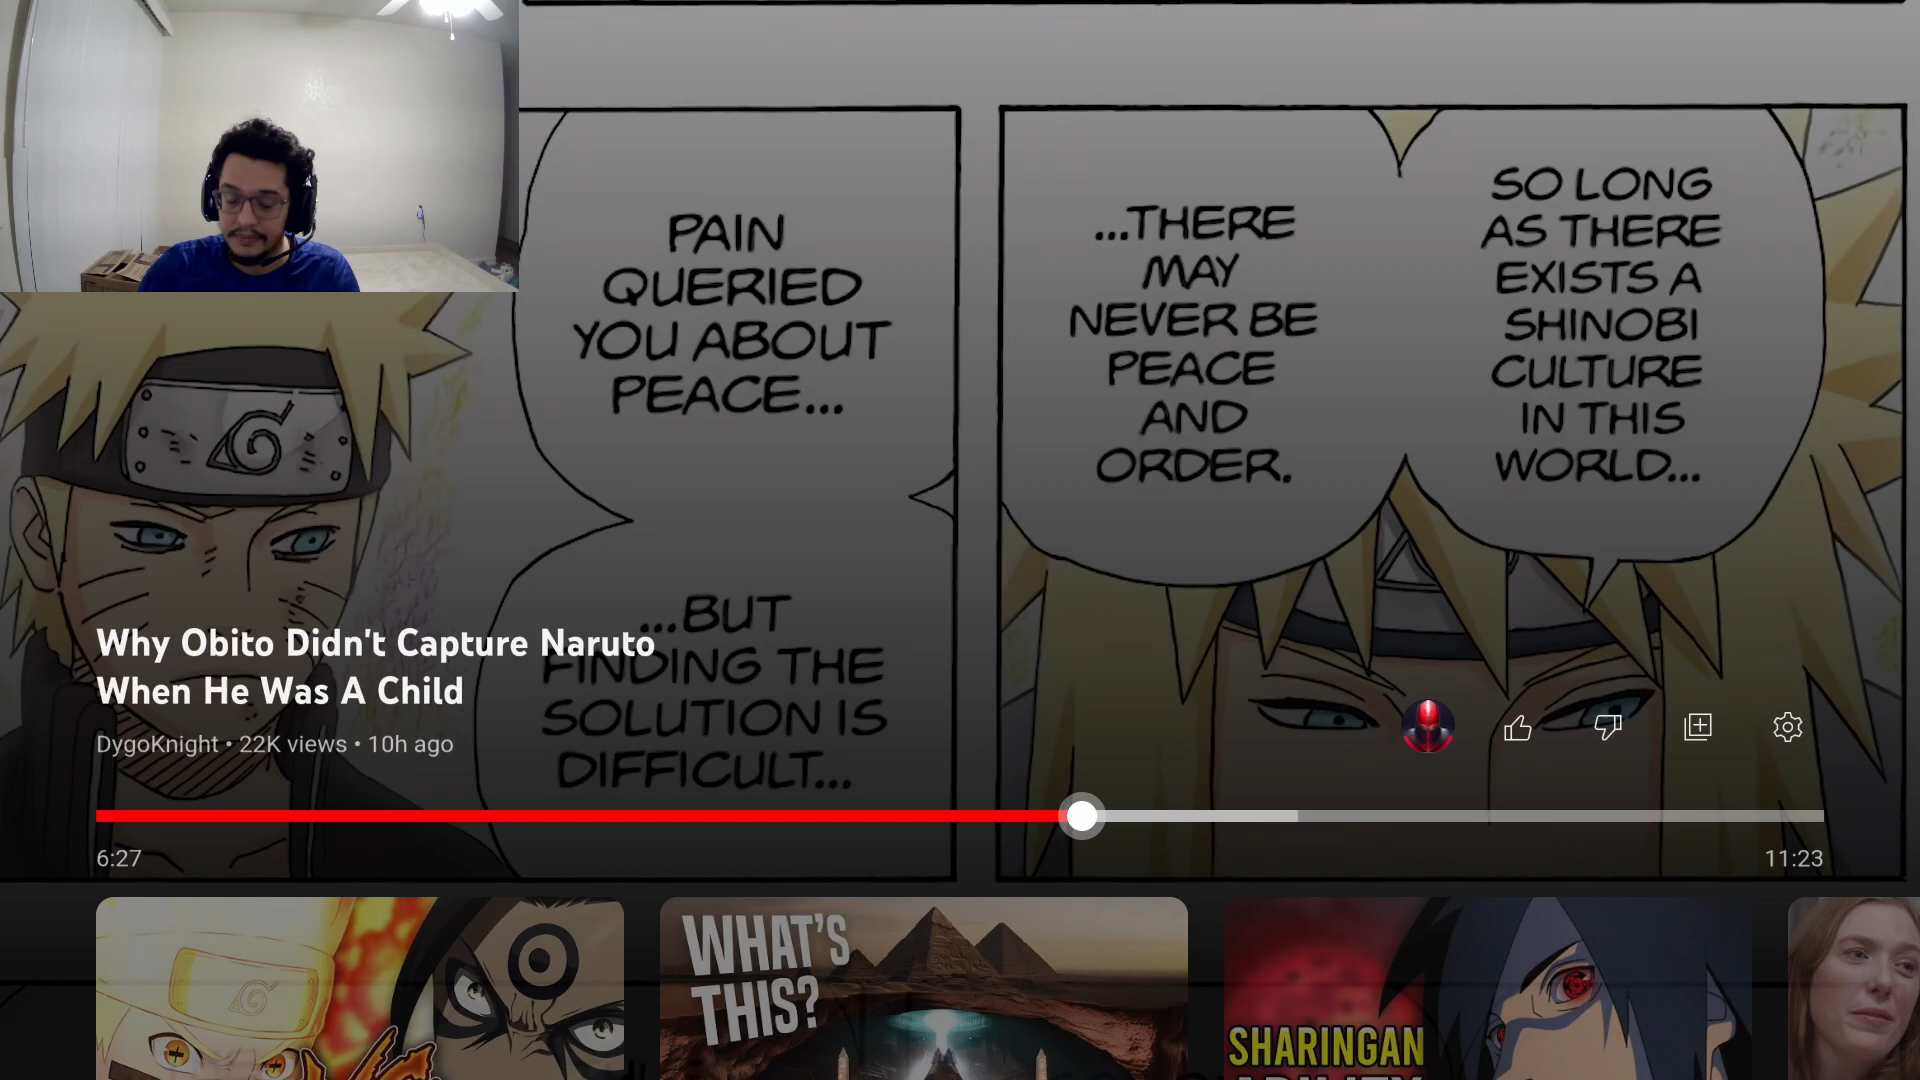 PAIN
QUERIED
YOU ABOUT
PEACE...
...BUT
FINDING THE
SOLUTION IS
DIFFICULT...
SO LONG
AS THERE
EXISTS A
SHINOBI
CULTURE
IN THIS
WORLD...
...THERE
MAY
NEVER BE
PEACE
AND
ORDER.
Why Obito Didn't Capture Naruto
When He Was A Child
DygoKnight • 22K views • 10h ago
6:27
11:23
WHAT'S
THIS?
SHARINGAN